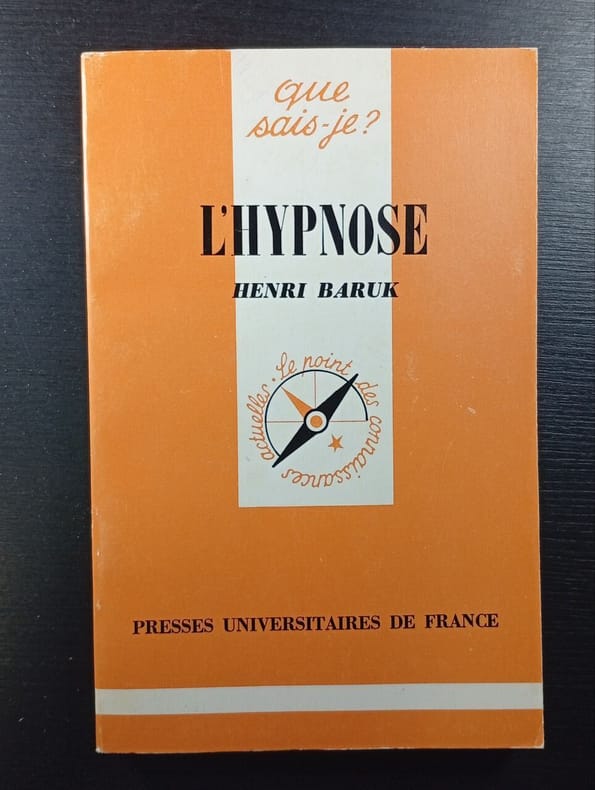 que
sais-je?
L'HYPNOSE
HENRI BARUK
Le point des connaissances actuelles •
PRESSES UNIVERSITAIRES DE FRANCE